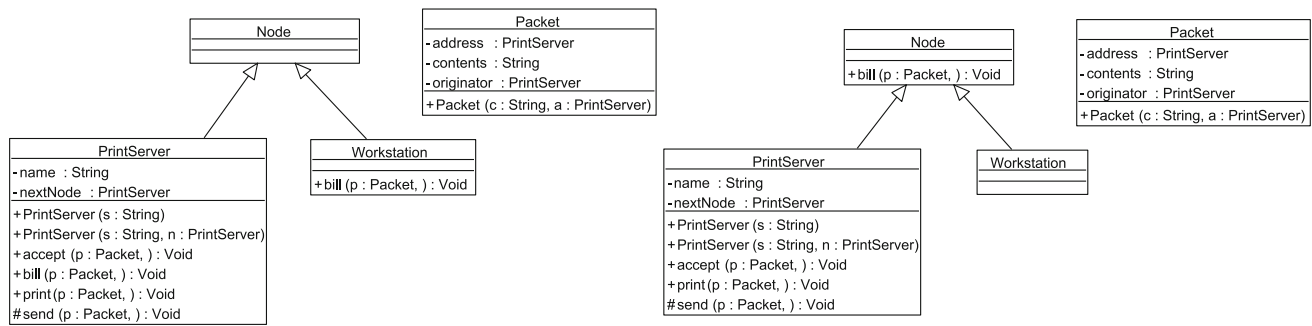 Node
Packet
- address : PrintServer
- contents : String
- originator : PrintServer
+Packet (c : String, a : PrintServer)
PrintServer
- name : String
- nextNode : PrintServer
+PrintServer (s : String)
+PrintServer (s : String, n : PrintServer)
+accept (p : Packet, ) : Void
+bill (p : Packet, ) : Void
+print(p : Packet, ) : Void
#send (p : Packet, ) : Void
Workstation
+bill (p : Packet, ) : Void
Node
+bill (p : Packet, ) : Void
Packet
- address : PrintServer
- contents : String
- originator : PrintServer
+Packet (c : String, a : PrintServer)
PrintServer
-name : String
-nextNode : PrintServer
+PrintServer (s : String)
+PrintServer (s : String, n : PrintServer)
+accept (p : Packet, ) : Void
+print (p : Packet, ) : Void
#send (p : Packet, ) : Void
Workstation